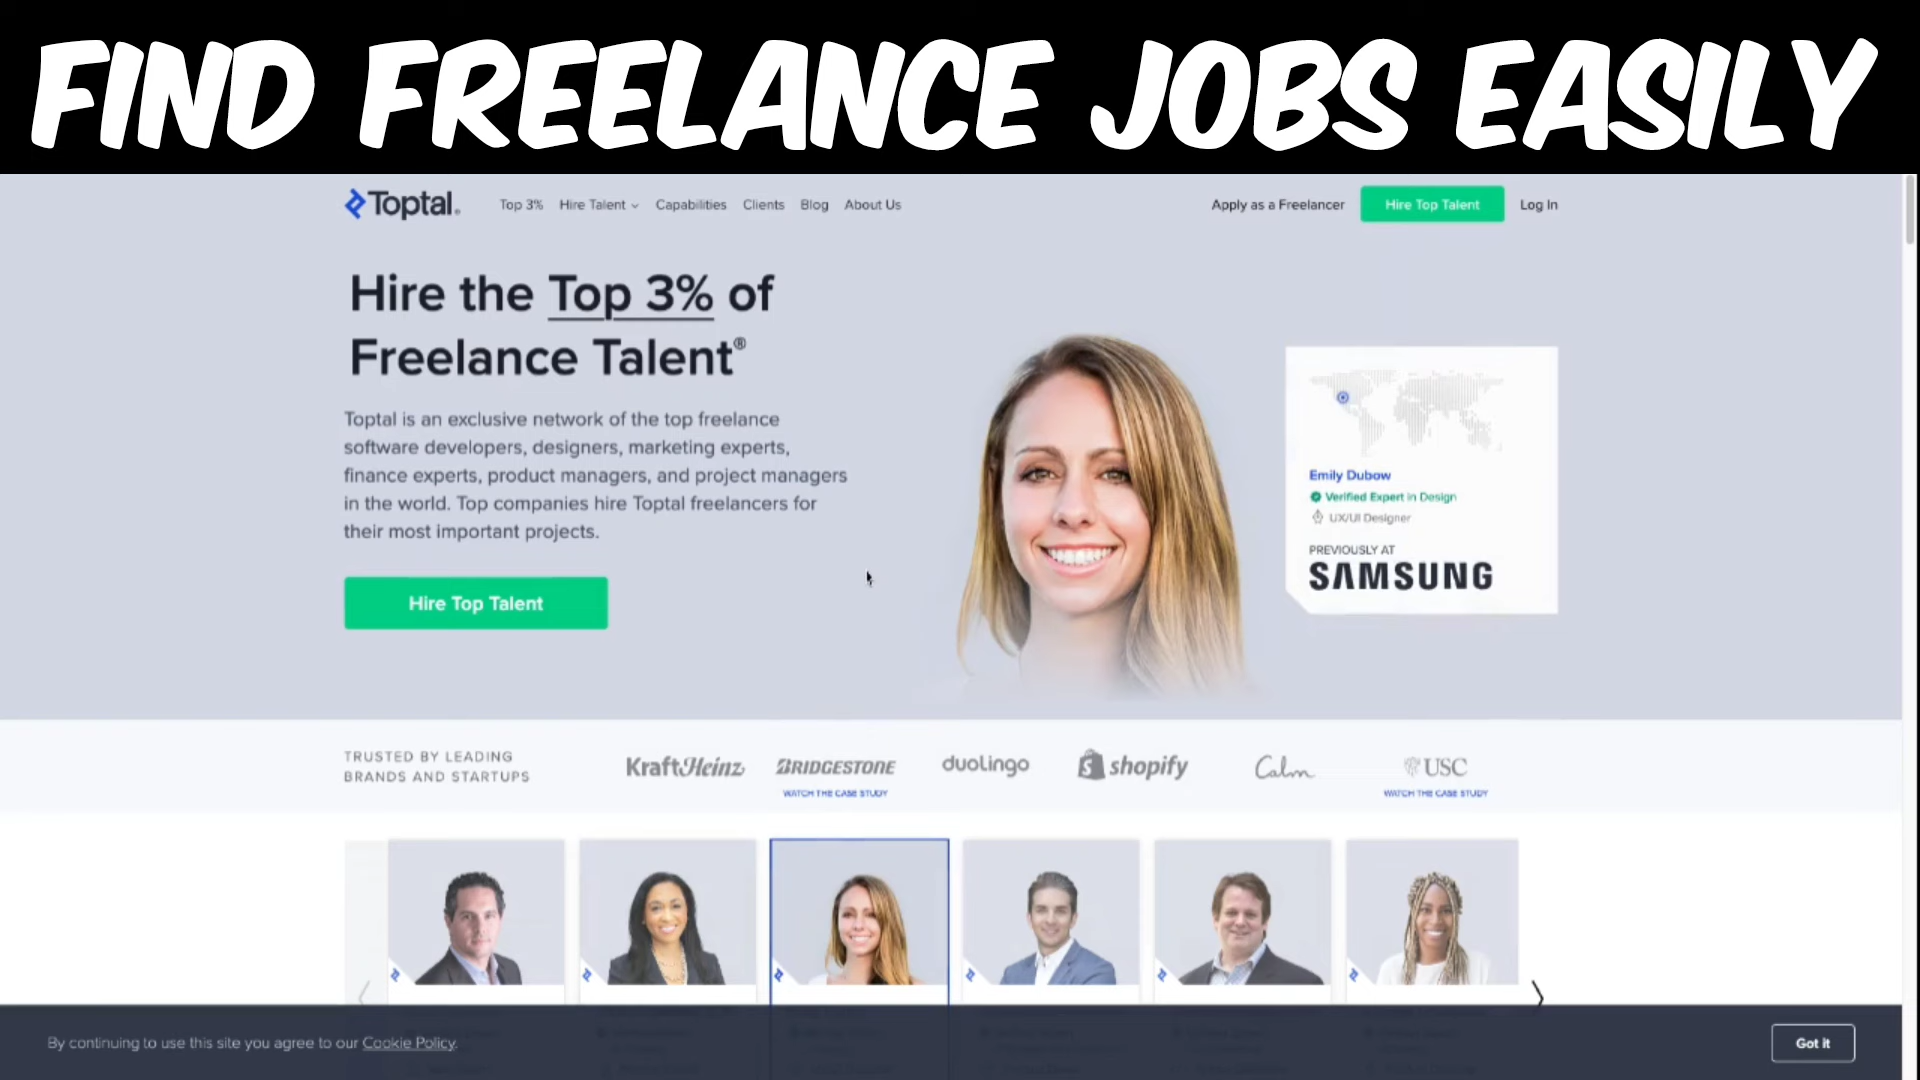 FIND FREELANCE JOBS EASILY
Toptal.
Top 3% Hire Talent Capabilities Clients Blog About Us
Apply as a Freelancer Hire Top Talent Log In
Hire the Top 3% of
Freelance Talent®
Toptal is an exclusive network of the top freelance
software developers, designers, marketing experts,
finance experts, product managers, and project managers
in the world. Top companies hire Toptal freelancers for
their most important projects.
Hire Top Talent
Emily Dubow
Verified Expert in Design
UX/UI Designer
PREVIOUSLY AT
SAMSUNG
TRUSTED BY LEADING
BRANDS AND STARTUPS
KraftHeinz BRIDGESTONE duolingo shopify Calm USC
WATCH THE CASE STUDY WATCH THE CASE STUDY
By continuing to use this site you agree to our Cookie Policy.
Got it